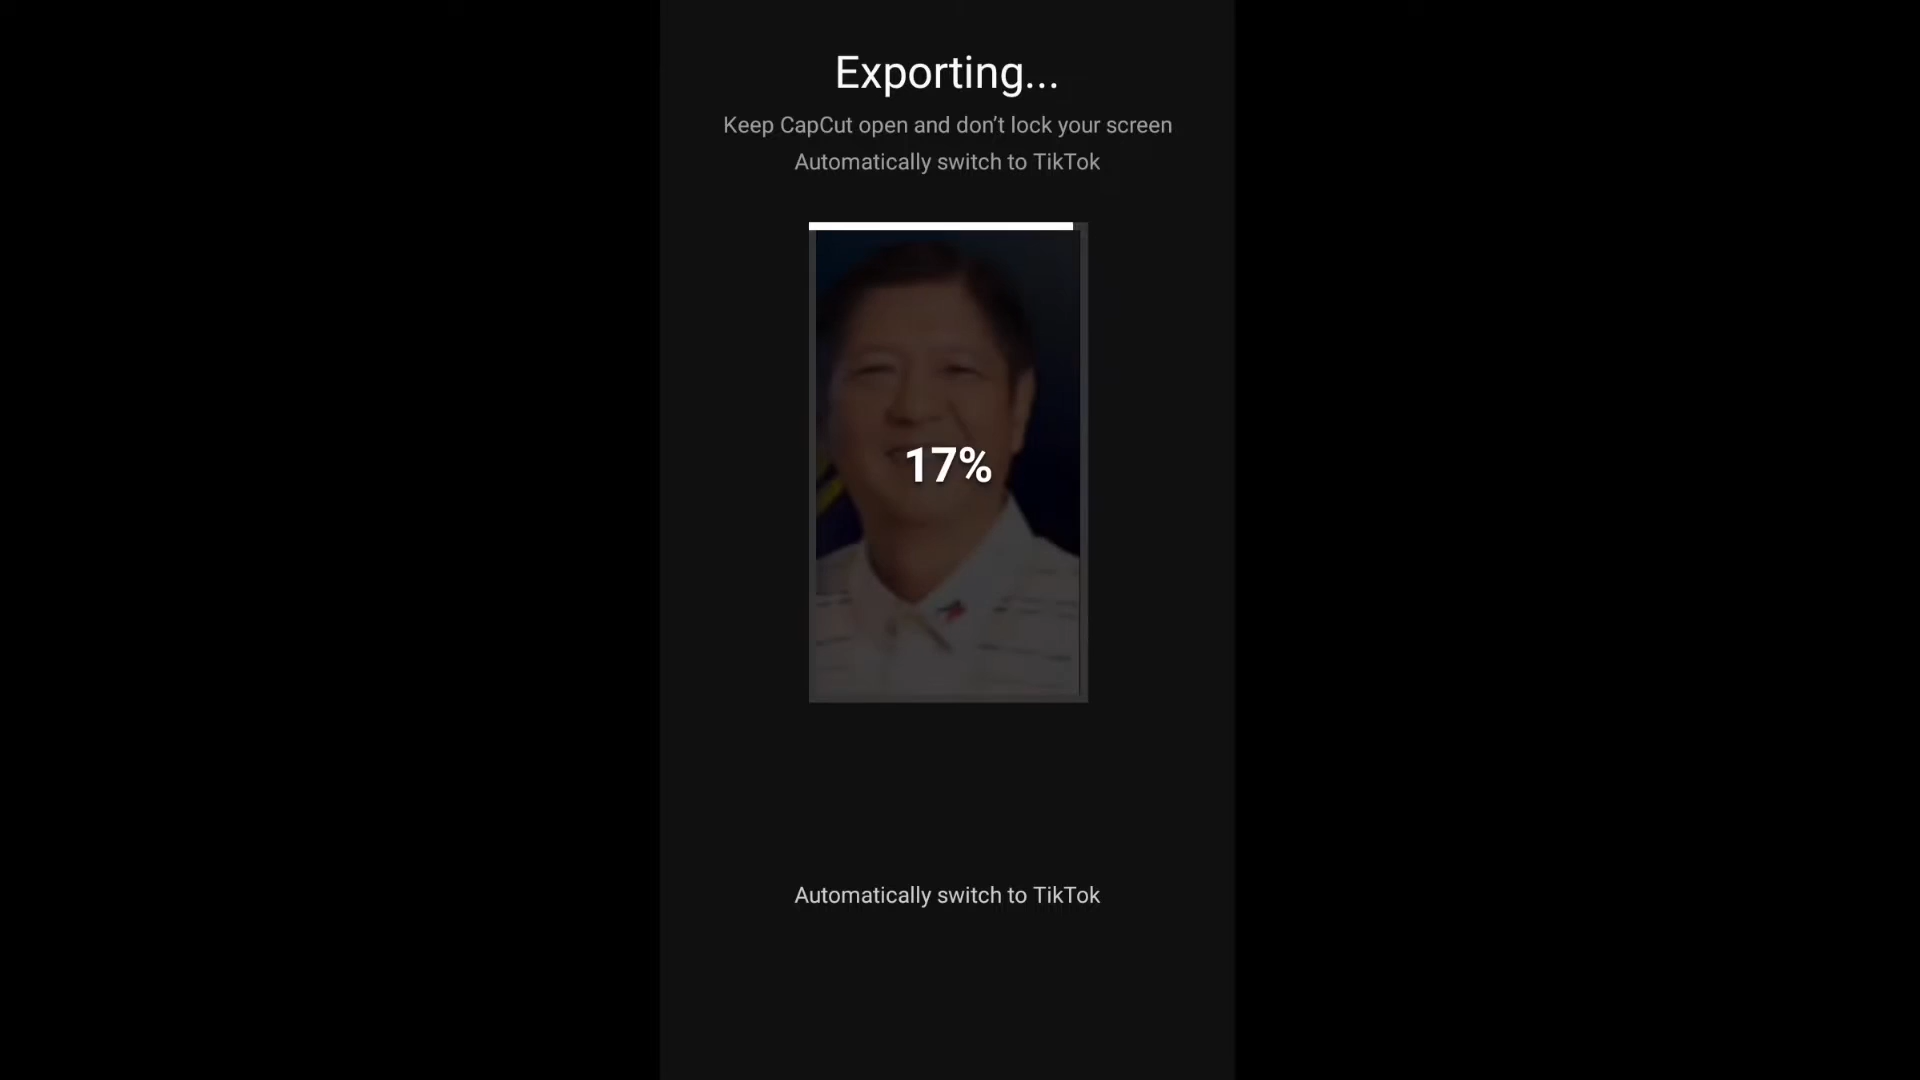 Exporting...
Keep CapCut open and don’t lock your screen
Automatically switch to TikTok
17%
Automatically switch to TikTok